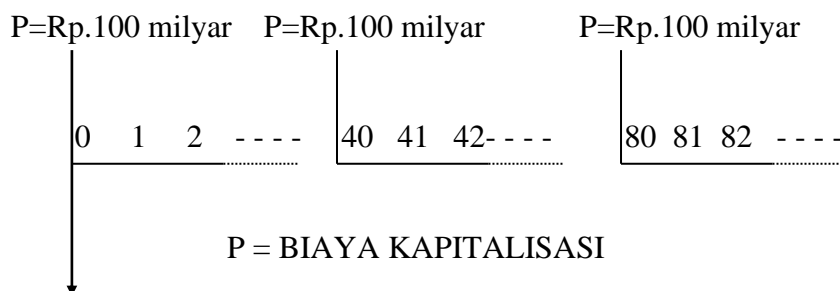 P=Rp.100 milyar P=Rp.100 milyar P=Rp.100 milyar
0 1 2 - - - - 40 41 42- - - - 80 81 82 - - - -
P = BIAYA KAPITALISASI